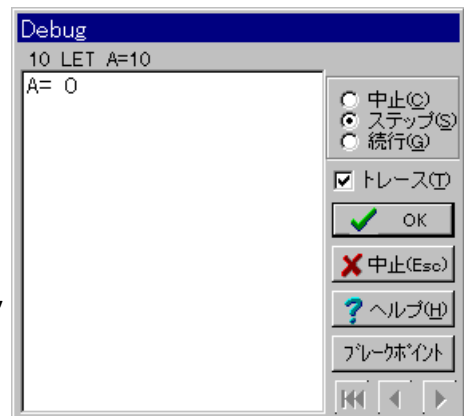 Debug
10 LET A=10
A= 0
中止(C)
ステップ(S)
続行(G)
トレース(T)
OK
中止(Esc)
ヘルプ(H)
ブレークポイント